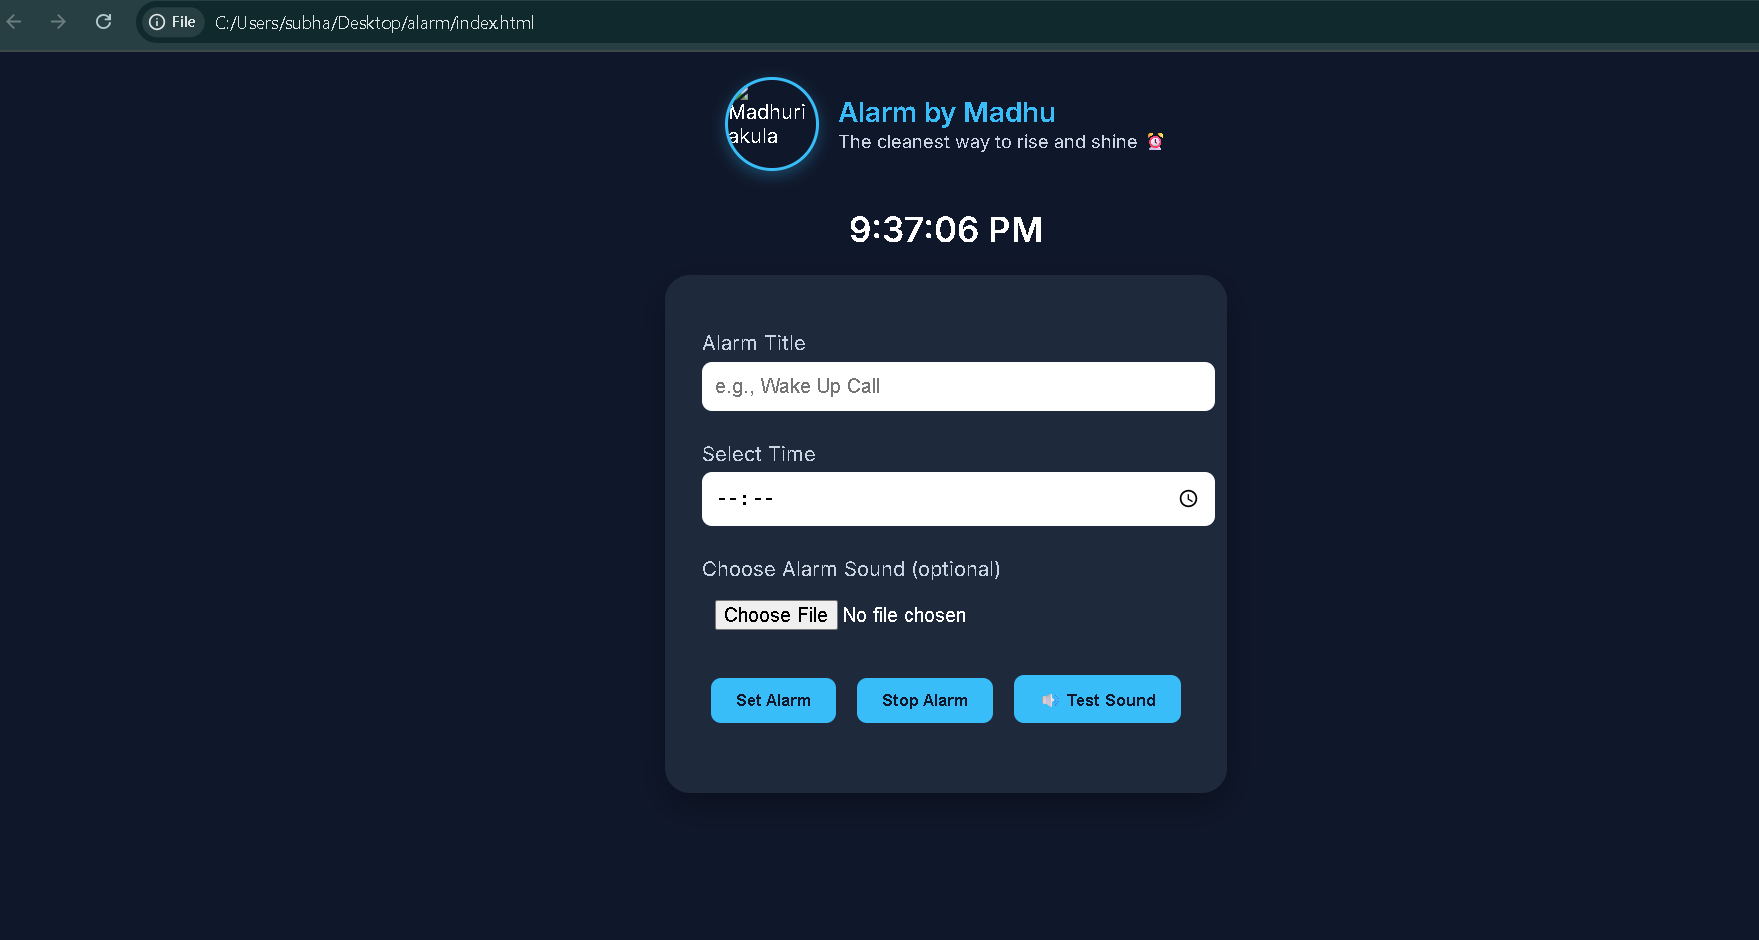 File C:/Users/subha/Desktop/alarm/index.html
Madhuri
akula
Alarm by Madhu
The cleanest way to rise and shine ⏰
9:37:06 PM
Alarm Title
e.g., Wake Up Call
Select Time
--:--
Choose Alarm Sound (optional)
Choose File No file chosen
Set Alarm Stop Alarm 🔊 Test Sound